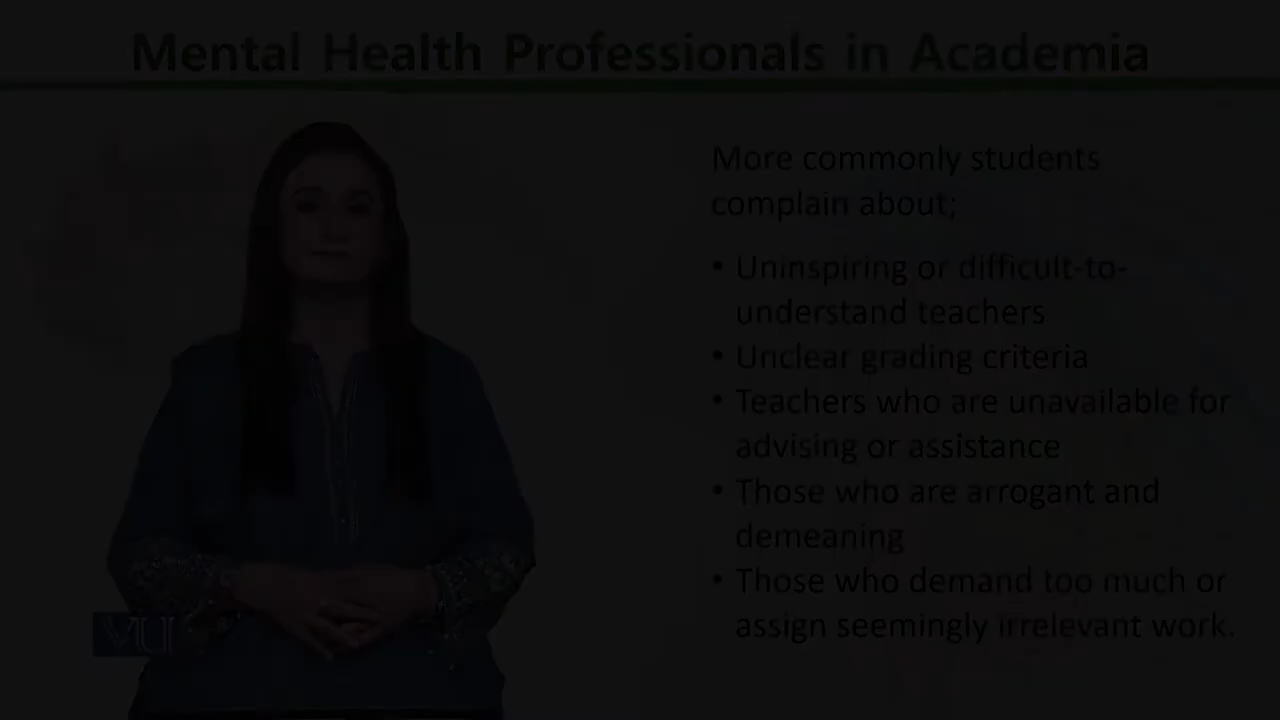 Mental Health Professionals in Academia
More commonly students
complain about;
• Uninspiring or difficult-to-
understand teachers
• Unclear grading criteria
• Teachers who are unavailable for
advising or assistance
• Those who are arrogant and
demeaning
• Those who demand too much or
assign seemingly irrelevant work.
VU